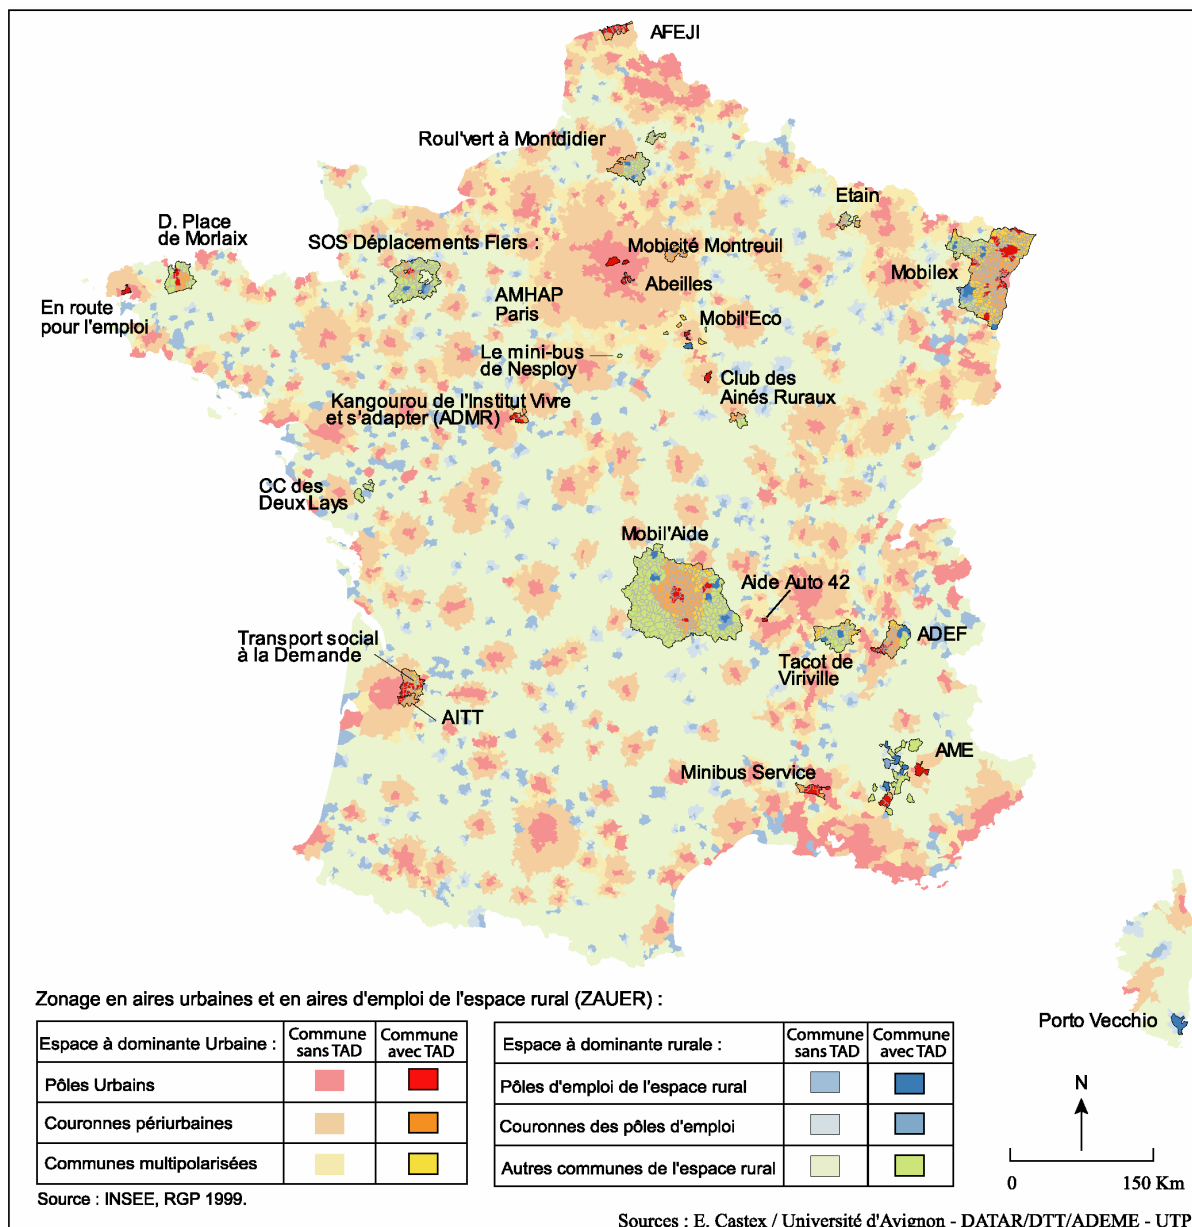 AFEJI
Roul'vert à Montdidier
Etain
D. Place
de Morlaix
SOS Déplacements Flers :
Mobicité Montreuil
Mobilex
Abeilles
En route
pour l'emploi
AMHAP
Paris
Mobil'Eco
Le mini-bus
de Nesploy
Club des
Ainés Ruraux
Kangourou de l'Institut Vivre
et s'adapter (ADMR)
CC des
Deux Lays
Mobil'Aide
Aide Auto 42
ADEF
Transport social
à la Demande
Tacot de
Viriville
AITT
AME
Minibus Service
Porto Vecchio
Zonage en aires urbaines et en aires d'emploi de l'espace rural (ZAUER) :
Espace à dominante Urbaine :
Commune
sans TAD
Commune
avec TAD
Pôles Urbains
Couronnes périurbaines
Communes multipolarisées
Espace à dominante rurale :
Commune
sans TAD
Commune
avec TAD
Pôles d'emploi de l'espace rural
Couronnes des pôles d'emploi
Autres communes de l'espace rural
N
0 150 Km
Source : INSEE, RGP 1999.
Sources : E. Castex / Université d'Avignon - DATAR/DTT/ADEME - UTP